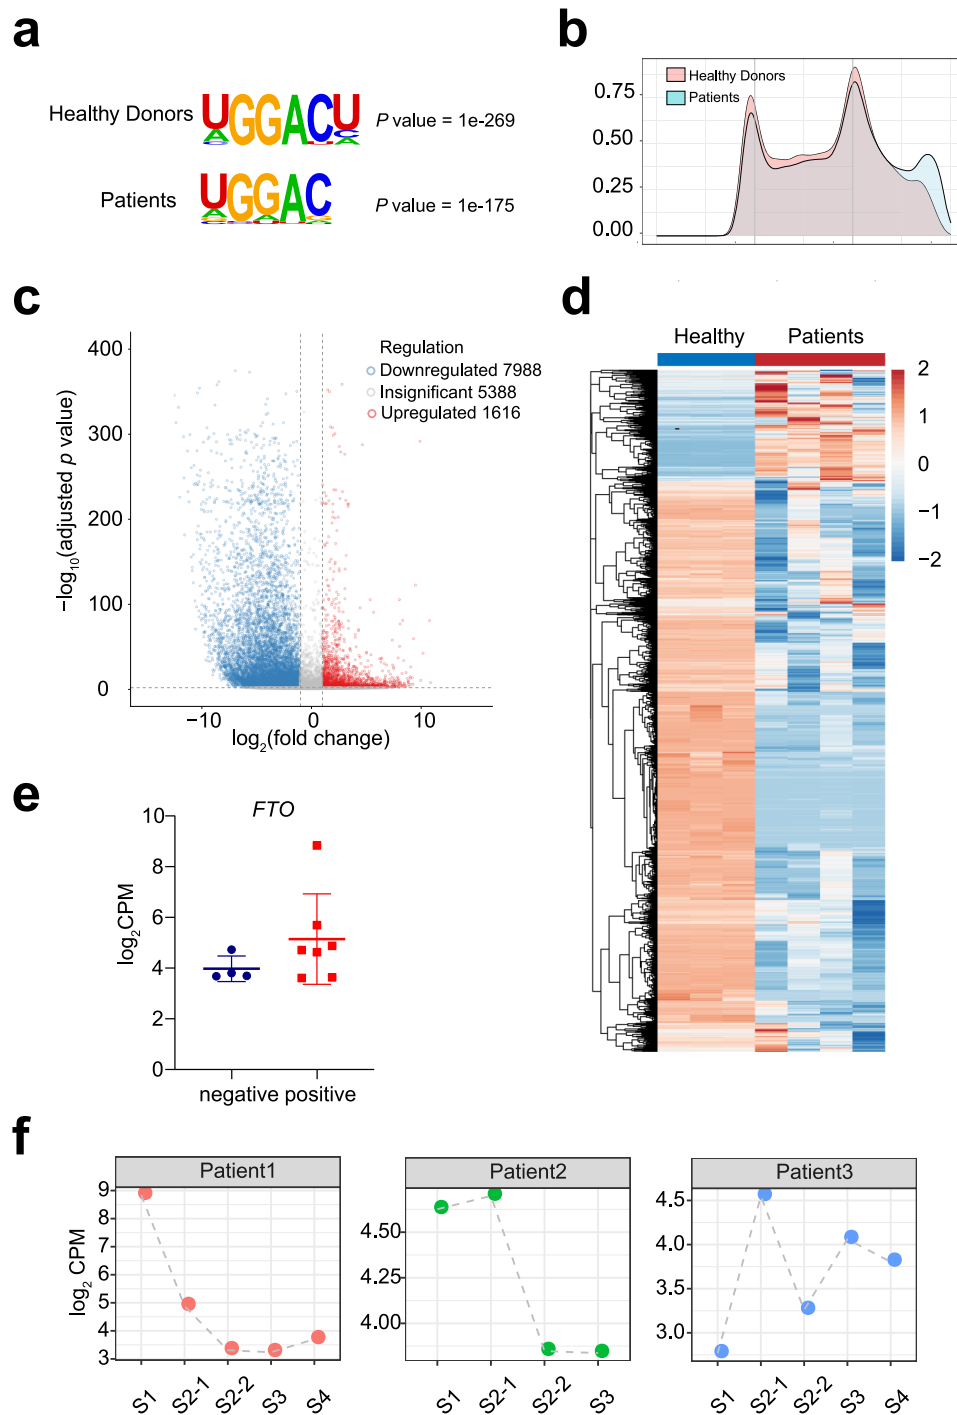 a
Healthy Donors UGGACU P value = 1e-269
Patients UGGAC P value = 1e-175
b
Healthy Donors
Patients
0.75
0.50
0.25
0.00
c
Regulation
Downregulated 7988
Insignificant 5388
Upregulated 1616
400
300
200
100
0
−log10(adjusted p value)
−10 0 10
log2(fold change)
d
Healthy Patients
2
1
0
−1
−2
e
FTO
10
8
6
4
2
0
log2CPM
negative positive
f
Patient1
9
8
7
6
5
4
3
log2 CPM
S1 S2-1 S2-2 S3 S4
Patient2
4.50
4.25
4.00
S1 S2-1 S2-2 S3
Patient3
4.5
4.0
3.5
3.0
S1 S2-1 S2-2 S3 S4